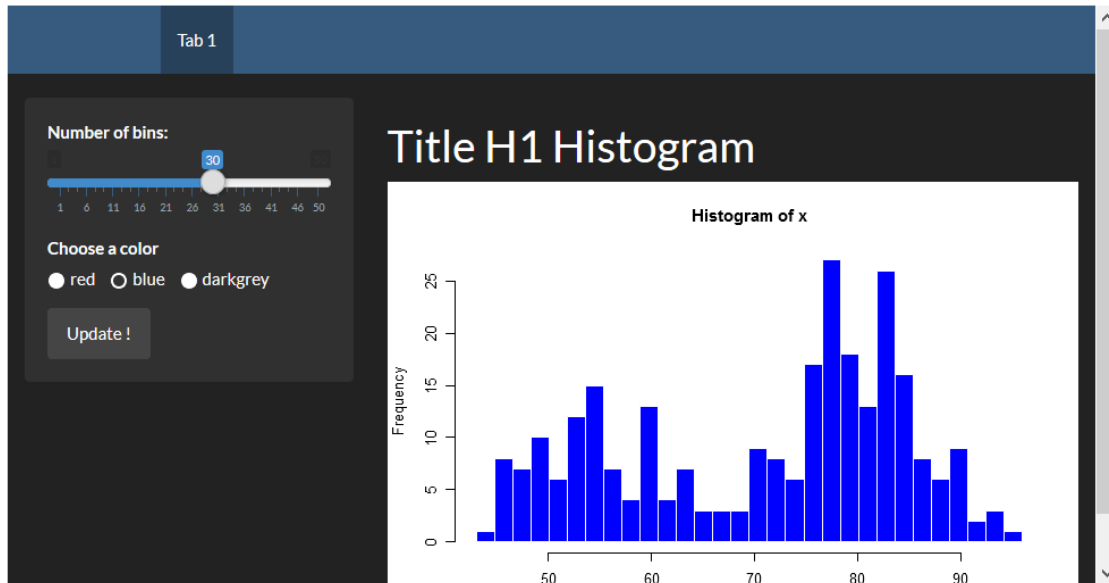 Tab 1
Number of bins:
30
1 6 11 16 21 26 31 36 41 46 50
Choose a color
red blue darkgrey
Update !
Title H1 Histogram
Histogram of x
Frequency
25
20
15
10
5
0
50 60 70 80 90